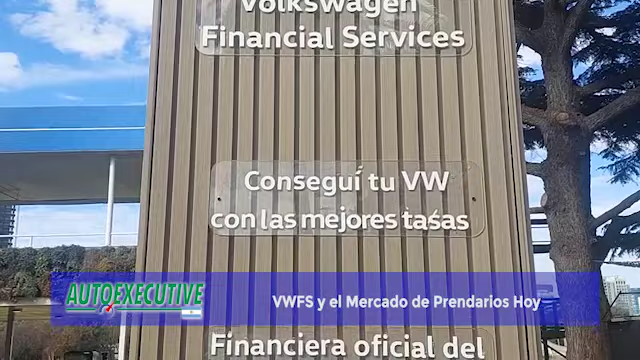 Volkswagen
Financial Services
Conseguí tu VW
con las mejores tasas
AUTOEXECUTIVE
VWFS y el Mercado de Prendarios Hoy
Financiera oficial del